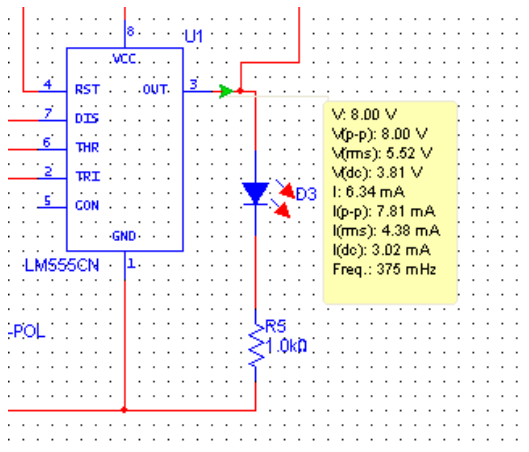 8
U1
VCC
4
RST
OUT
3
7
DIS
6
THR
2
TRI
5
CON
GND
LM555CN
1
D3
V: 8.00 V
V(p-p): 8.00 V
V(rms): 5.52 V
V(dc): 3.81 V
I: 6.34 mA
I(p-p): 7.81 mA
I(rms): 4.38 mA
I(dc): 3.02 mA
Freq.: 375 mHz
-POL
R5
1.0kΩ